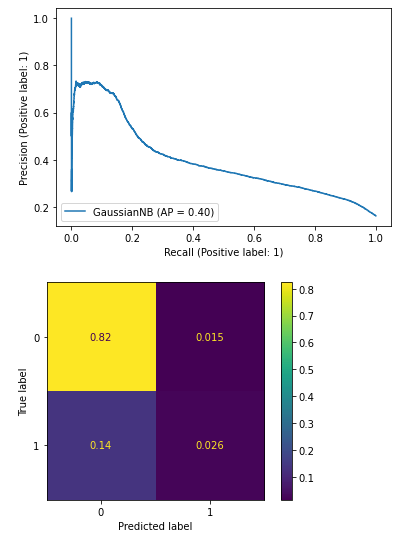 1.0
0.8
0.6
0.4
0.2
Precision (Positive label: 1)
GaussianNB (AP = 0.40)
0.0 0.2 0.4 0.6 0.8 1.0
Recall (Positive label: 1)
0 0.82 0.015
1 0.14 0.026
True label
0 1
Predicted label
0.8
0.7
0.6
0.5
0.4
0.3
0.2
0.1